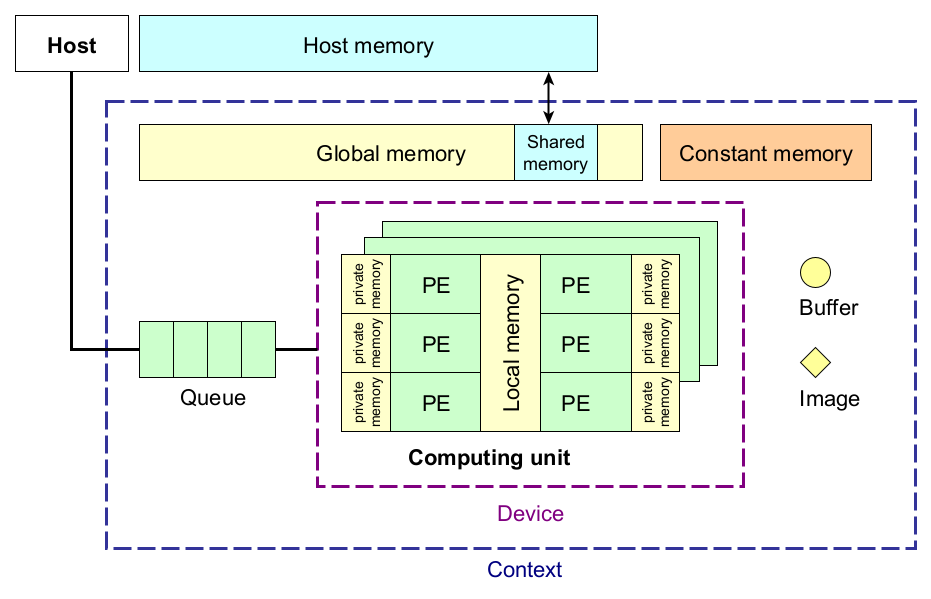 Host
Host memory
Global memory
Shared
memory
Constant memory
private
memory
PE
Local memory
PE
private
memory
private
memory
PE
PE
private
memory
private
memory
PE
PE
private
memory
Computing unit
Queue
Buffer
Image
Device
Context